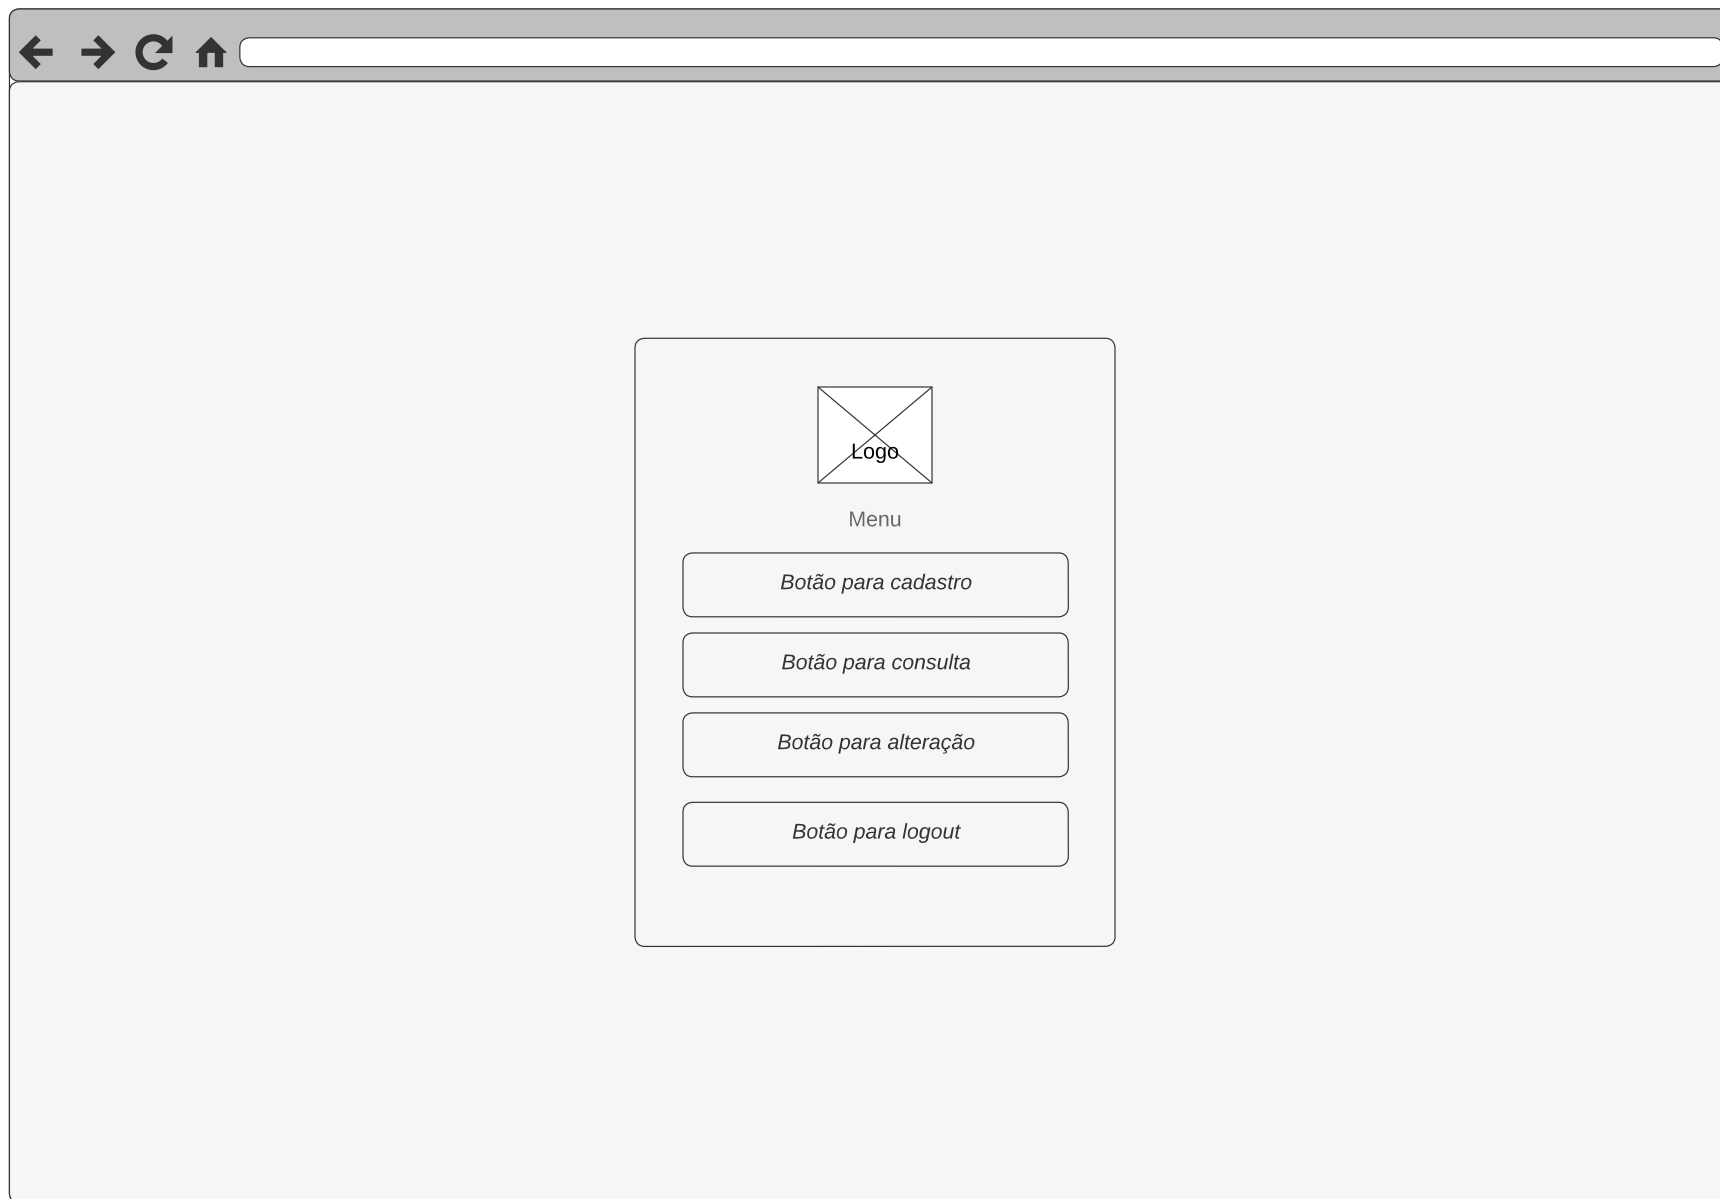 Logo
Menu
Botão para cadastro
Botão para consulta
Botão para alteração
Botão para logout